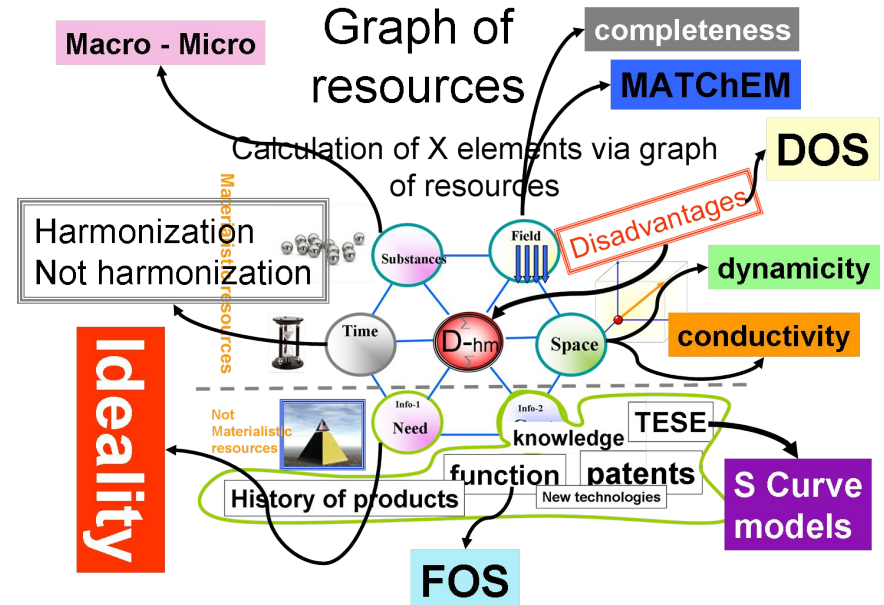 Graph of
resources
Macro - Micro
completeness
MATChEM
Calculation of X elements via graph
of resources
DOS
Disadvantages
Materialistic resources
Harmonization
Not harmonization
Substances
Field
dynamicity
Time
D-hm
Space
conductivity
Ideality
Not
Materialistic
resources
Info-1
Need
Info-2
knowledge
TESE
function
patents
History of products
New technologies
S Curve
models
FOS